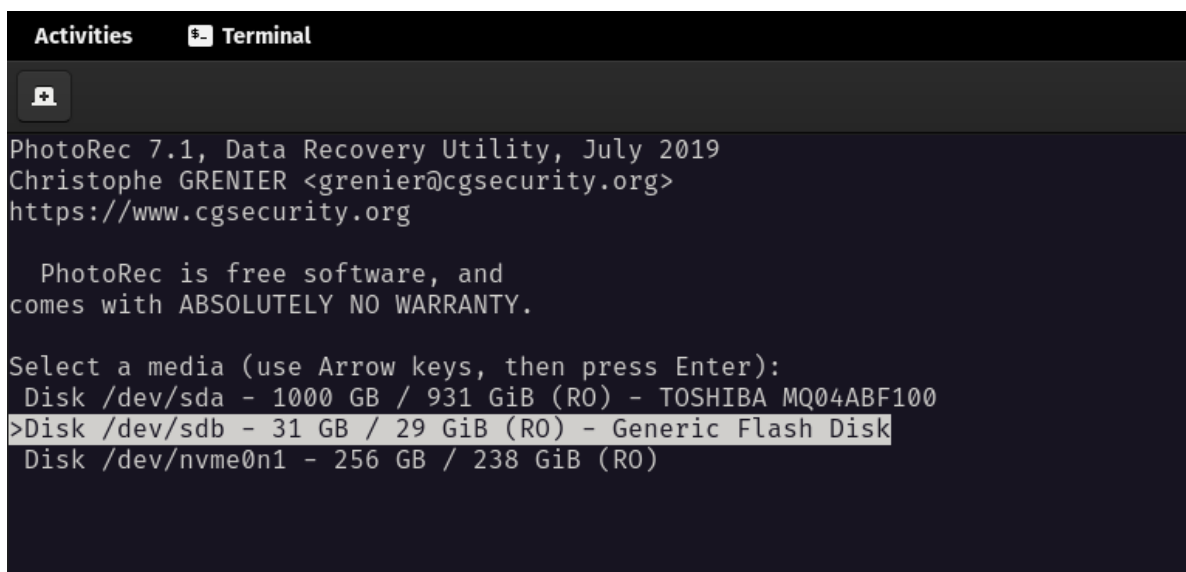 Activities Terminal
PhotoRec 7.1, Data Recovery Utility, July 2019
Christophe GRENIER <grenier@cgsecurity.org>
https://www.cgsecurity.org
PhotoRec is free software, and
comes with ABSOLUTELY NO WARRANTY.
Select a media (use Arrow keys, then press Enter):
Disk /dev/sda - 1000 GB / 931 GiB (RO) - TOSHIBA MQ04ABF100
>Disk /dev/sdb - 31 GB / 29 GiB (RO) - Generic Flash Disk
Disk /dev/nvme0n1 - 256 GB / 238 GiB (RO)